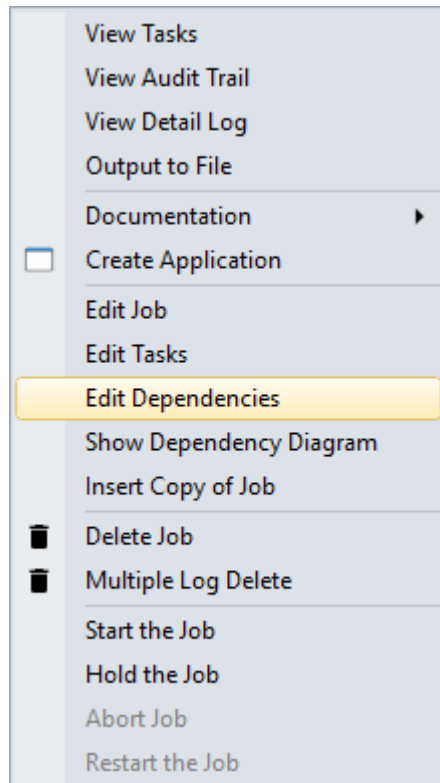 View Tasks
View Audit Trail
View Detail Log
Output to File
Documentation
Create Application
Edit Job
Edit Tasks
Edit Dependencies
Show Dependency Diagram
Insert Copy of Job
Delete Job
Multiple Log Delete
Start the Job
Hold the Job
Abort Job
Restart the Job